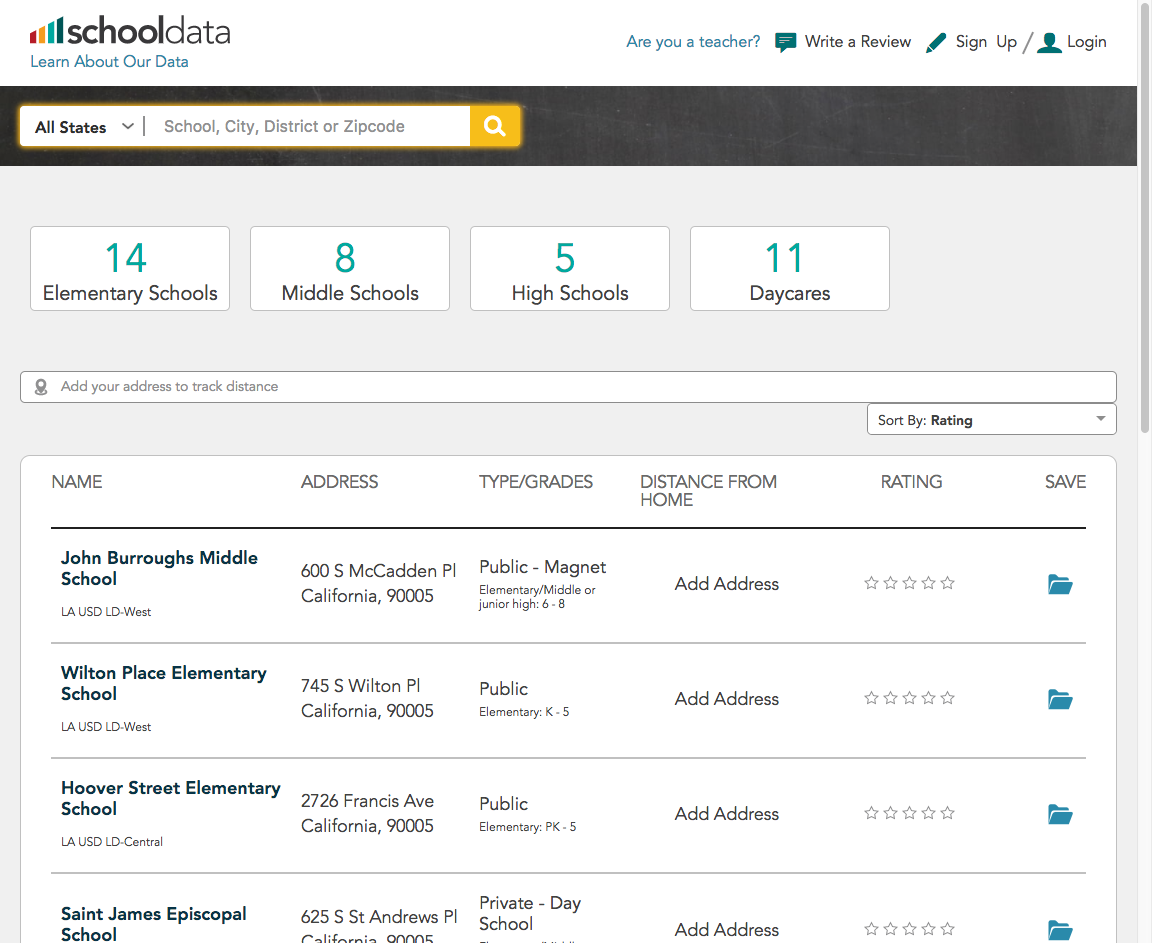 schooldata
Learn About Our Data
Are you a teacher? Write a Review Sign Up / Login
All States | School, City, District or Zipcode
14
Elementary Schools
8
Middle Schools
5
High Schools
11
Daycares
Add your address to track distance
Sort By: Rating
NAME
ADDRESS
TYPE/GRADES
DISTANCE FROM
HOME
RATING
SAVE
John Burroughs Middle
School
LA USD LD-West
600 S McCadden Pl
California, 90005
Public - Magnet
Elementary/Middle or
junior high: 6 - 8
Add Address
Wilton Place Elementary
School
LA USD LD-West
745 S Wilton Pl
California, 90005
Public
Elementary: K - 5
Add Address
Hoover Street Elementary
School
LA USD LD-Central
2726 Francis Ave
California, 90005
Public
Elementary: PK - 5
Add Address
Saint James Episcopal
School
625 S St Andrews Pl
California, 90005
Private - Day
School
Add Address